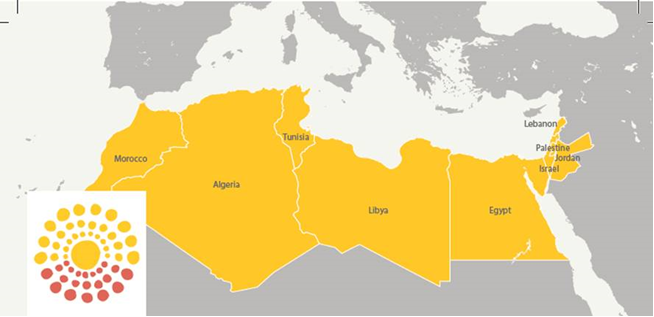 Lebanon
Tunisia
Palestine
Morocco
Jordan
Israel
Algeria
Libya
Egypt